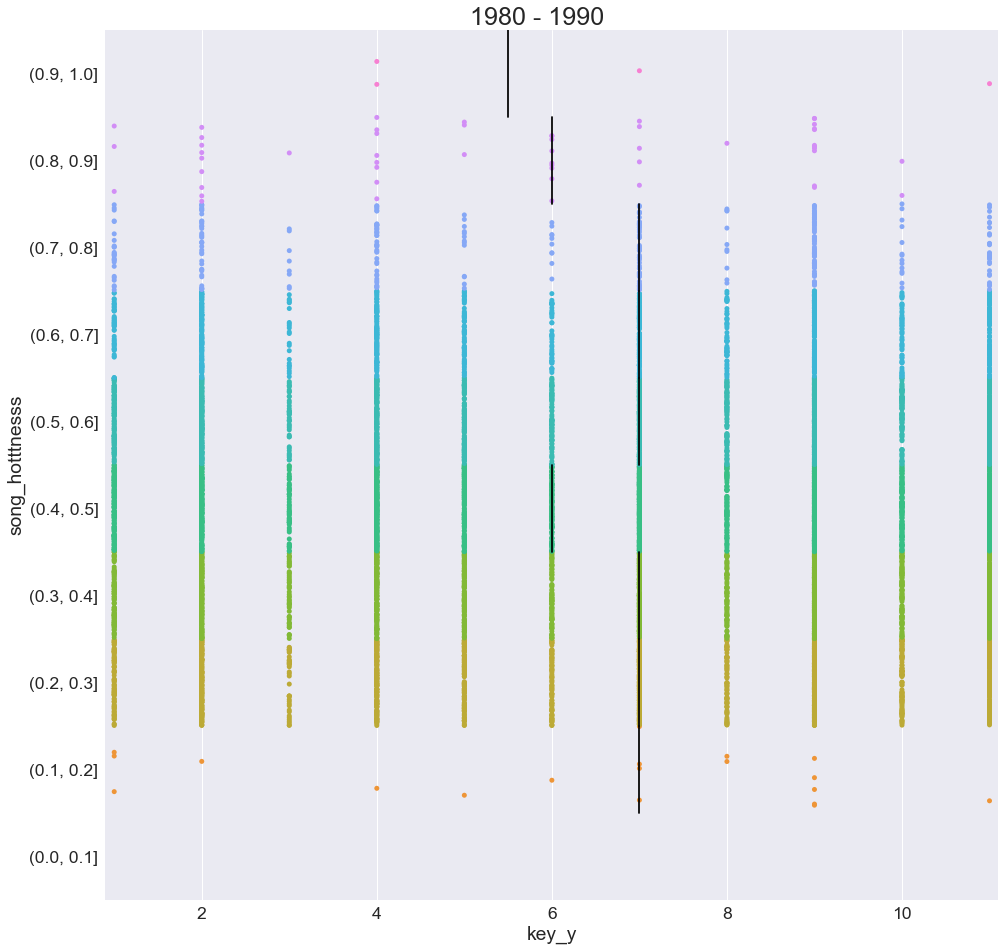 1980 - 1990
(0.9, 1.0]
(0.8, 0.9]
(0.7, 0.8]
(0.6, 0.7]
(0.5, 0.6]
(0.4, 0.5]
(0.3, 0.4]
(0.2, 0.3]
(0.1, 0.2]
(0.0, 0.1]
song_hotttnesss
2 4 6 8 10
key_y